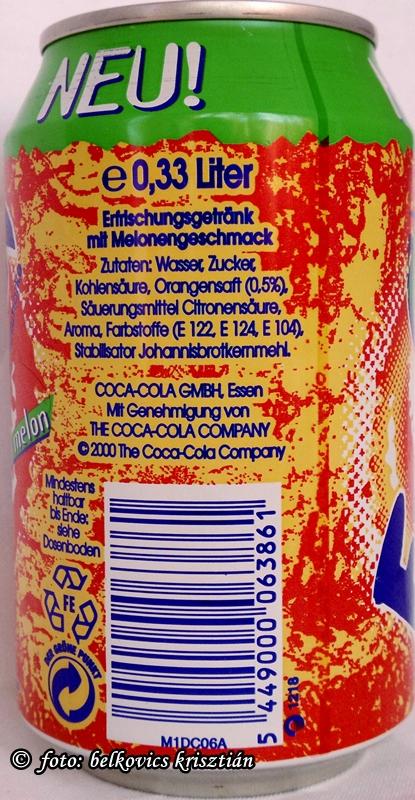 NEU!
e 0,33 Liter
Erfrischungsgetränk
mit Melonengeschmack
Zutaten: Wasser, Zucker,
Kohlensäure, Orangensaft (0,5%),
Säuerungsmittel Citronensäure,
Aroma, Farbstoffe (E 122, E 124, E 104),
Stabilisator Johannisbrotkernmehl.
COCA-COLA GMBH, Essen
Mit Genehmigung von
THE COCA-COLA COMPANY
© 2000 The Coca-Cola Company
melon
Mindestens
haltbar
bis Ende:
siehe
Dosenboden
FE
DER GRÜNE PUNKT
5 449000 063861
1218
M1DC06A
© foto: belkovics krisztián